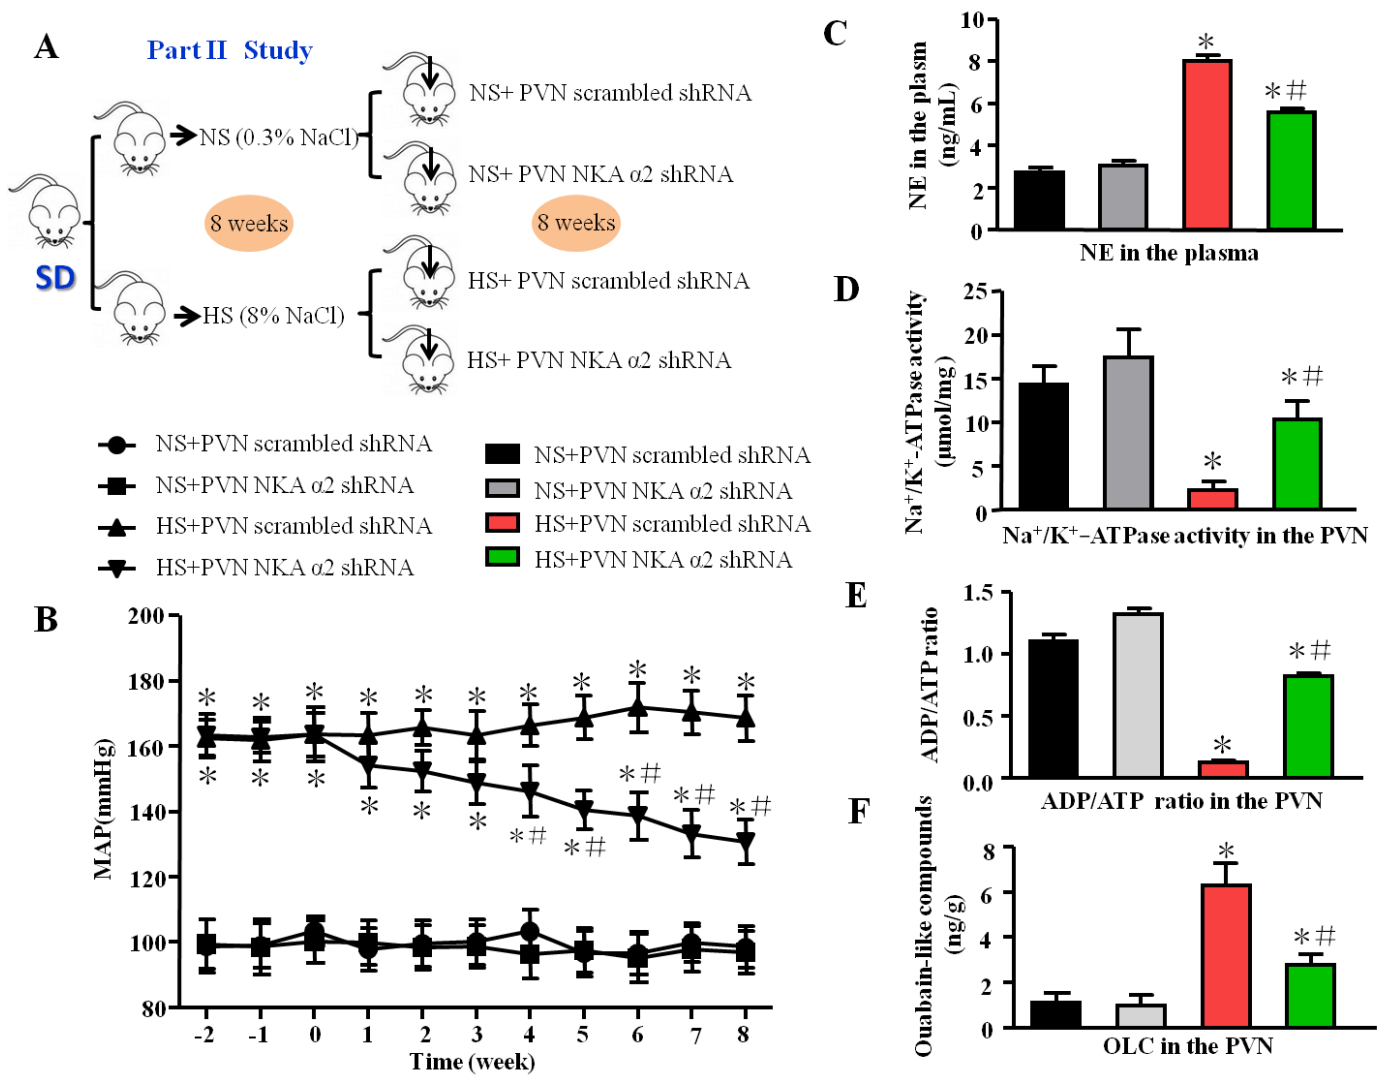 A
Part II Study
SD
NS (0.3% NaCl)
8 weeks
HS (8% NaCl)
NS+ PVN scrambled shRNA
NS+ PVN NKA α2 shRNA
8 weeks
HS+ PVN scrambled shRNA
HS+ PVN NKA α2 shRNA
NS+PVN scrambled shRNA
NS+PVN NKA α2 shRNA
HS+PVN scrambled shRNA
HS+PVN NKA α2 shRNA
NS+PVN scrambled shRNA
NS+PVN NKA α2 shRNA
HS+PVN scrambled shRNA
HS+PVN NKA α2 shRNA
B
MAP(mmHg)
200
180
160
140
120
100
80
* * * * * * * * * * *
* * * * * * *# *# *# *# *#
-2 -1 0 1 2 3 4 5 6 7 8
Time (week)
C
NE in the plasm
(ng/mL)
10
8
6
4
2
0
*
*#
NE in the plasma
D
Na⁺/K⁺-ATPase activity
(μmol/mg)
25
20
15
10
5
0
*
*#
Na⁺/K⁺-ATPase activity in the PVN
E
ADP/ATP ratio
1.5
1.0
0.5
0.0
*
*#
ADP/ATP ratio in the PVN
F
Ouabain-like compounds
(ng/g)
8
6
4
2
0
*
*#
OLC in the PVN